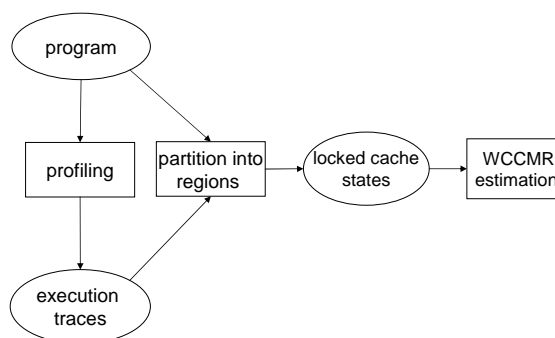 program
profiling
partition into
regions
locked cache
states
WCCMR
estimation
execution
traces